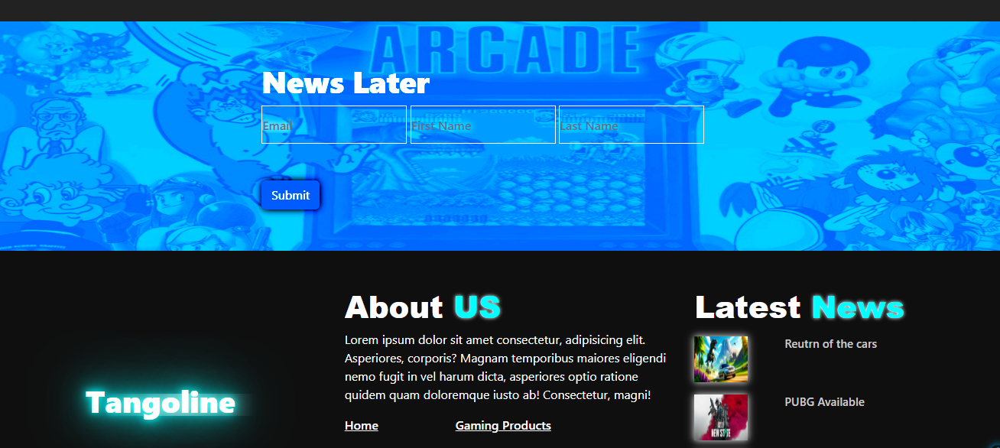 ARCADE
News Later
Email
First Name
Last Name
Submit
About US
Lorem ipsum dolor sit amet consectetur, adipisicing elit.
Asperiores, corporis? Magnam temporibus maiores eligendi
nemo fugit in vel harum dicta, asperiores optio ratione
quidem quam doloremque iusto ab! Consectetur, magni!
Home
Gaming Products
Latest News
Reutrn of the cars
PUBG Available
NEW STATE
Tangoline